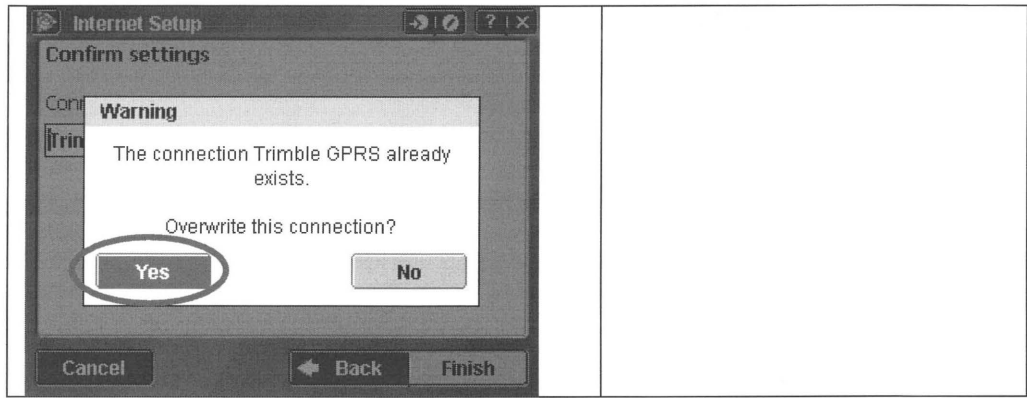 Internet Setup
? X
Confirm settings
Warning
The connection Trimble GPRS already
exists.
Overwrite this connection?
Yes No
Cancel Back Finish